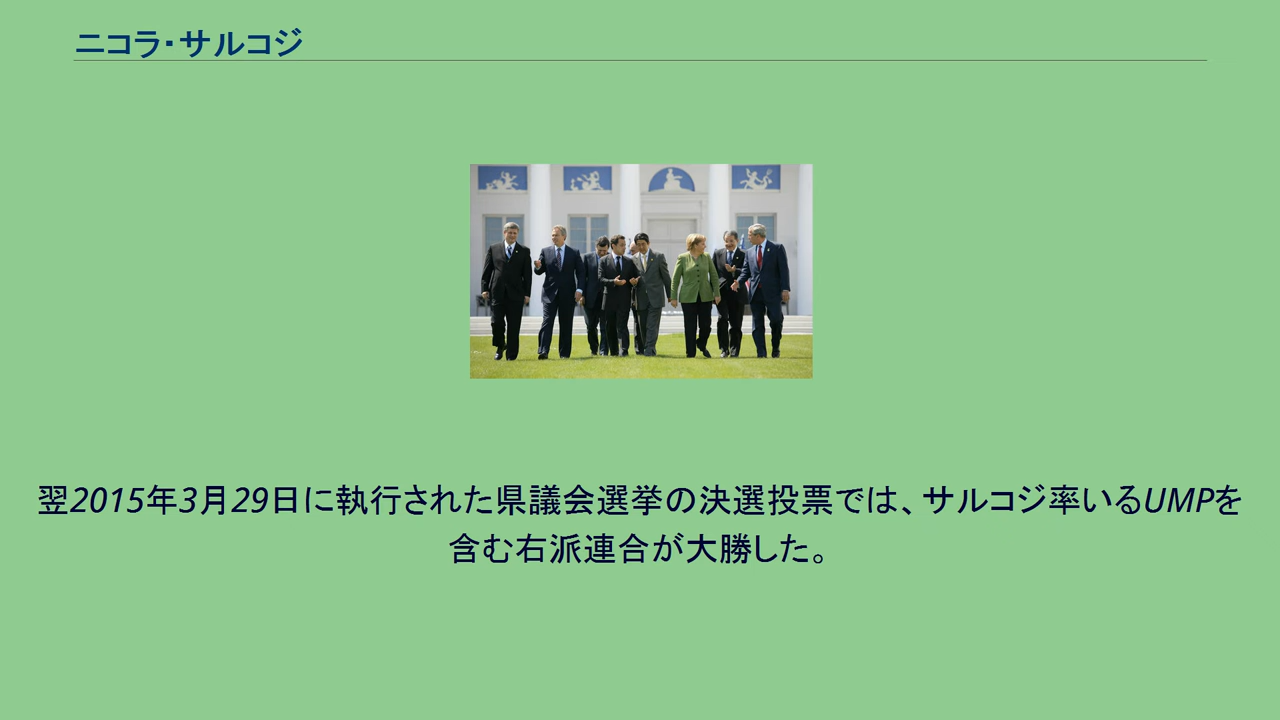 ニコラ・サルコジ
翌2015年3月29日に執行された県議会選挙の決選投票では、サルコジ率いるUMPを
含む右派連合が大勝した。